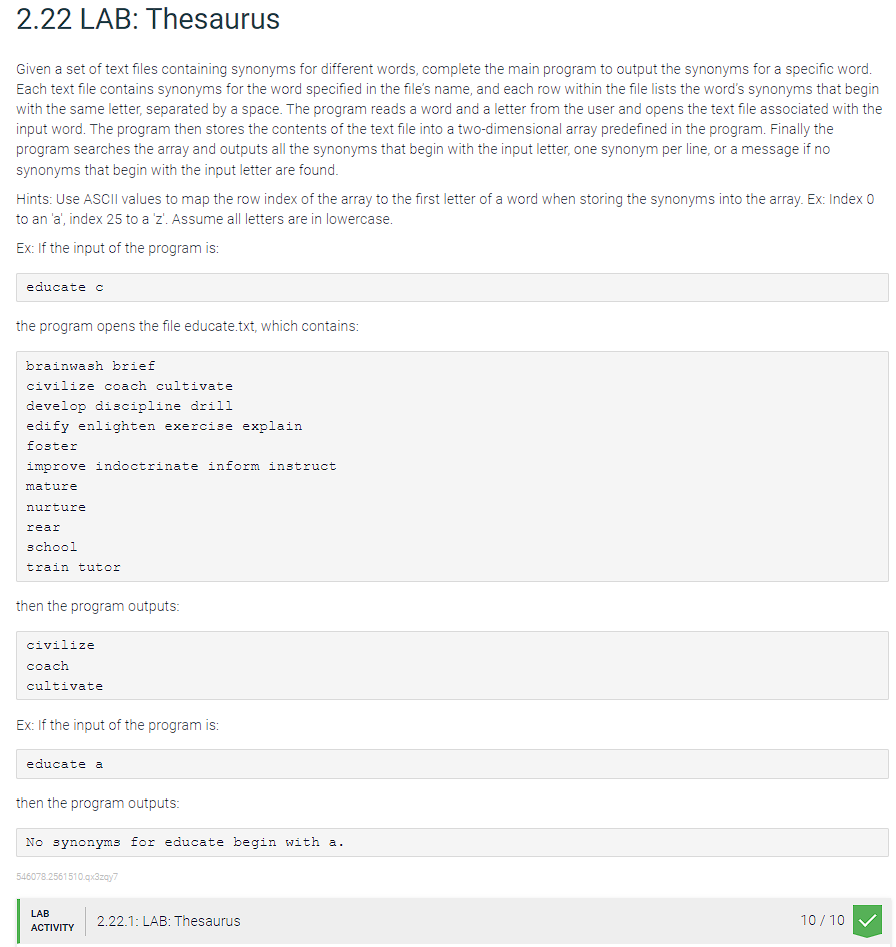 2.22 LAB: Thesaurus
Given a set of text files containing synonyms for different words, complete the main program to output the synonyms for a specific word.
Each text file contains synonyms for the word specified in the file's name, and each row within the file lists the word's synonyms that begin
with the same letter, separated by a space. The program reads a word and a letter from the user and opens the text file associated with the
input word. The program then stores the contents of the text file into a two-dimensional array predefined in the program. Finally the
program searches the array and outputs all the synonyms that begin with the input letter, one synonym per line, or a message if no
synonyms that begin with the input letter are found.
Hints: Use ASCII values to map the row index of the array to the first letter of a word when storing the synonyms into the array. Ex: Index 0
to an 'a', index 25 to a 'z'. Assume all letters are in lowercase.
Ex: If the input of the program is:
educate c
the program opens the file educate.txt, which contains:
brainwash brief
civilize coach cultivate
develop discipline drill
edify enlighten exercise explain
foster
improve indoctrinate inform instruct
mature
nurture
rear
school
train tutor
then the program outputs:
civilize
coach
cultivate
Ex: If the input of the program is:
educate a
then the program outputs:
No synonyms for educate begin with a.
546078.2561510.qx3zqy7
LAB
ACTIVITY
2.22.1: LAB: Thesaurus
10 / 10